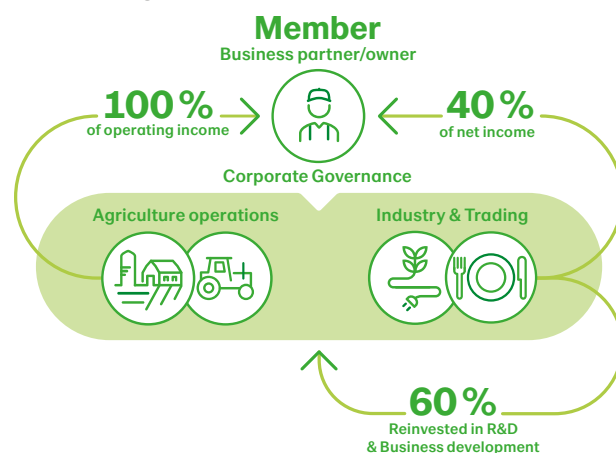 Member
Business partner/owner
100%
of operating income
40%
of net income
Corporate Governance
Agriculture operations
Industry & Trading
60%
Reinvested in R&D
& Business development